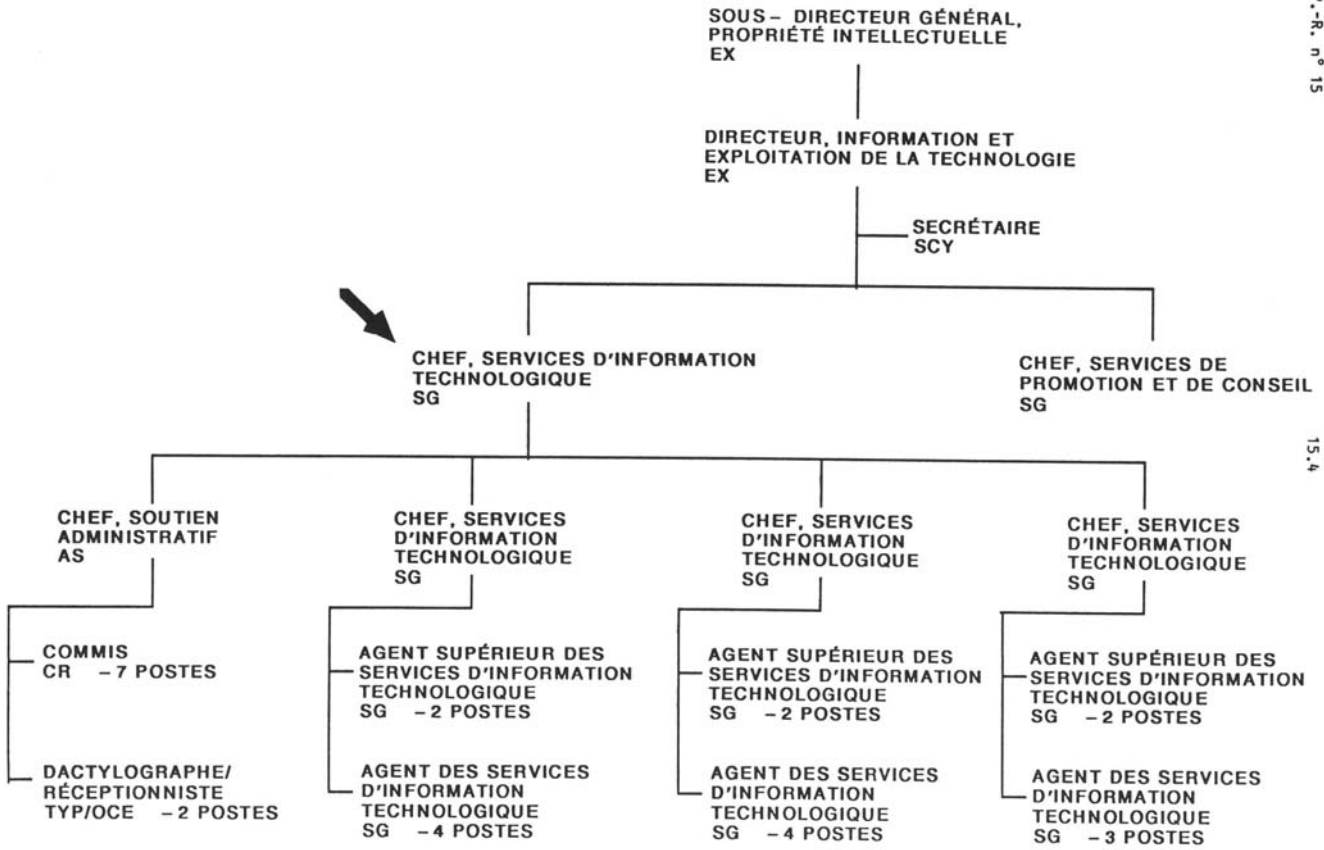 SOUS – DIRECTEUR GÉNÉRAL,
PROPRIÉTÉ INTELLECTUELLE
EX
DIRECTEUR, INFORMATION ET
EXPLOITATION DE LA TECHNOLOGIE
EX
SECRÉTAIRE
SCY
CHEF, SERVICES D'INFORMATION
TECHNOLOGIQUE
SG
CHEF, SERVICES DE
PROMOTION ET DE CONSEIL
SG
CHEF, SOUTIEN
ADMINISTRATIF
AS
COMMIS
CR – 7 POSTES
DACTYLOGRAPHE/
RÉCEPTIONNISTE
TYP/OCE – 2 POSTES
CHEF, SERVICES
D'INFORMATION
TECHNOLOGIQUE
SG
AGENT SUPÉRIEUR DES
SERVICES D'INFORMATION
TECHNOLOGIQUE
SG – 2 POSTES
AGENT DES SERVICES
D'INFORMATION
TECHNOLOGIQUE
SG – 4 POSTES
CHEF, SERVICES
D'INFORMATION
TECHNOLOGIQUE
SG
AGENT SUPÉRIEUR DES
SERVICES D'INFORMATION
TECHNOLOGIQUE
SG – 2 POSTES
AGENT DES SERVICES
D'INFORMATION
TECHNOLOGIQUE
SG – 4 POSTES
CHEF, SERVICES
D'INFORMATION
TECHNOLOGIQUE
SG
AGENT SUPÉRIEUR DES
SERVICES D'INFORMATION
TECHNOLOGIQUE
SG – 2 POSTES
AGENT DES SERVICES
D'INFORMATION
TECHNOLOGIQUE
SG – 3 POSTES
.-R. n° 15
15.4